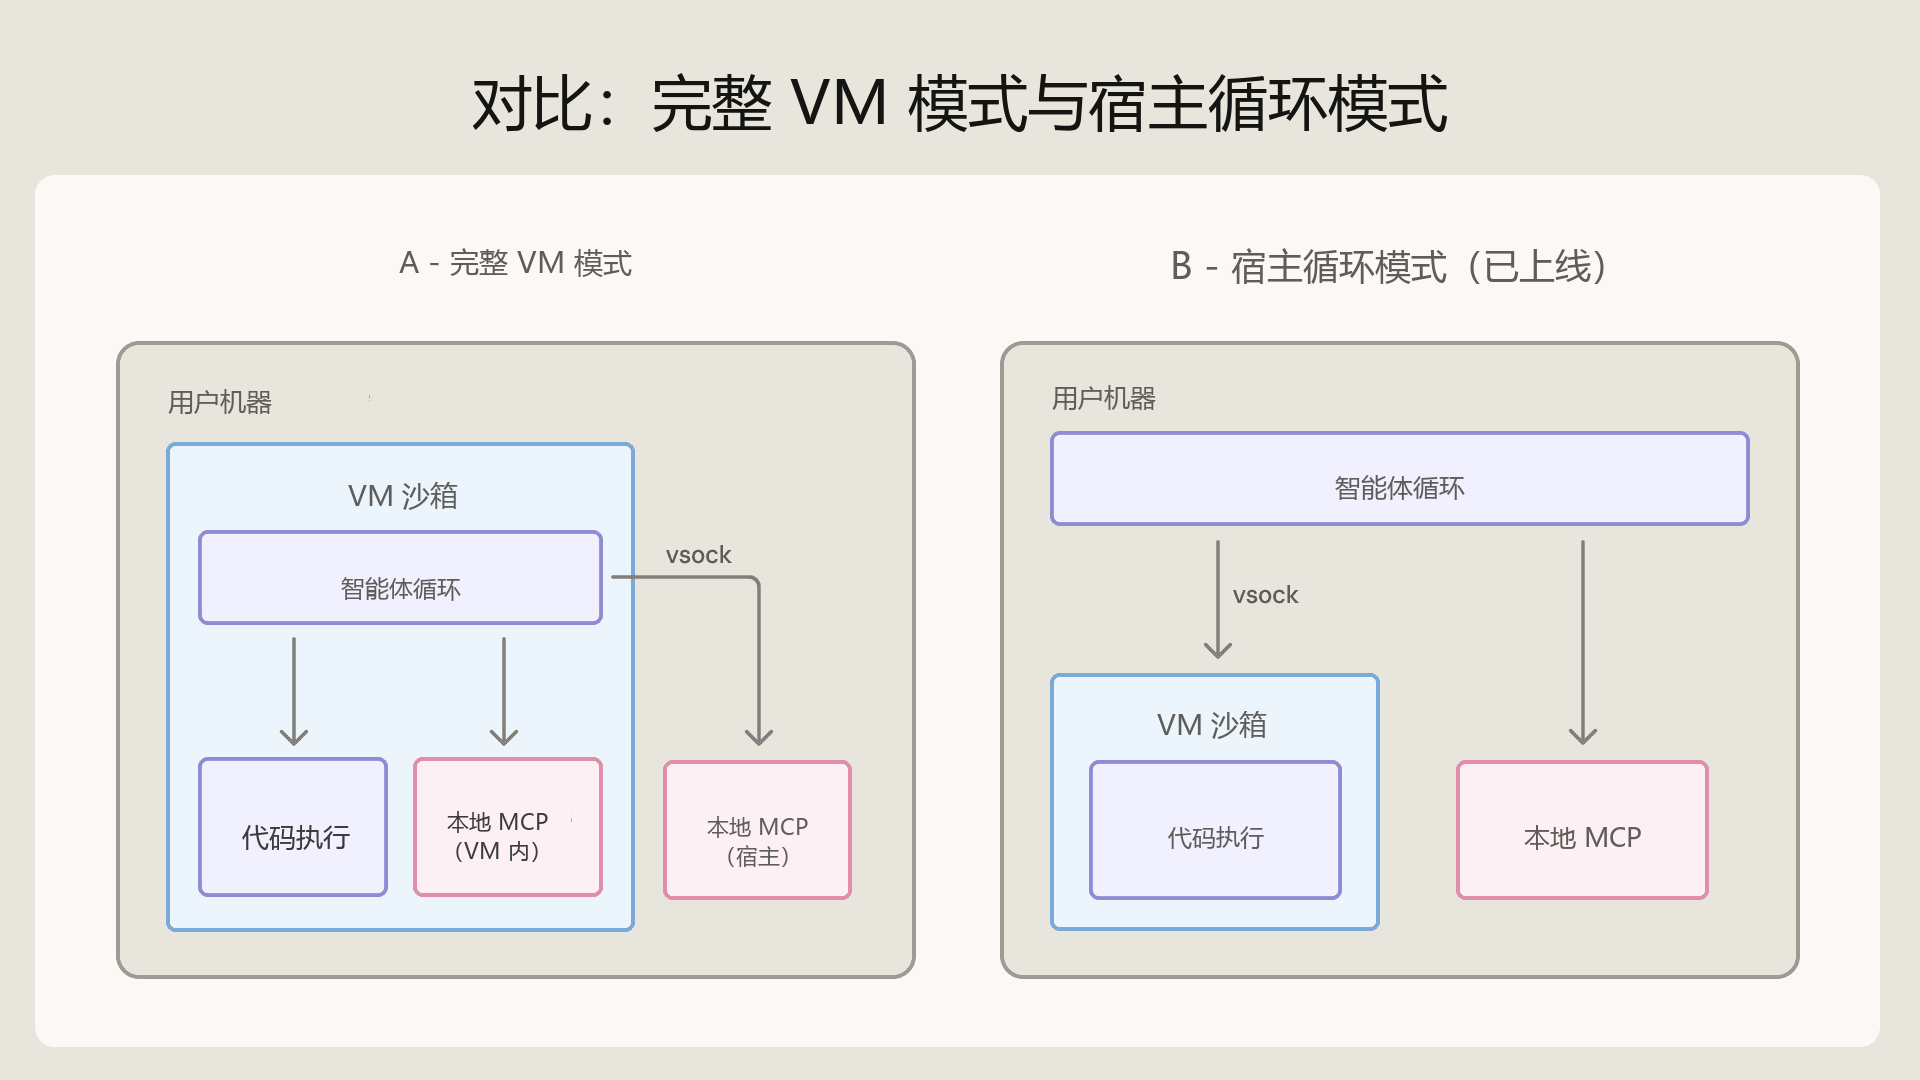 对比：完整 VM 模式与宿主循环模式
A - 完整 VM 模式
用户机器
VM 沙箱
智能体循环
vsock
代码执行
本地 MCP
（VM 内）
本地 MCP
（宿主）
B - 宿主循环模式（已上线）
用户机器
智能体循环
vsock
VM 沙箱
代码执行
本地 MCP